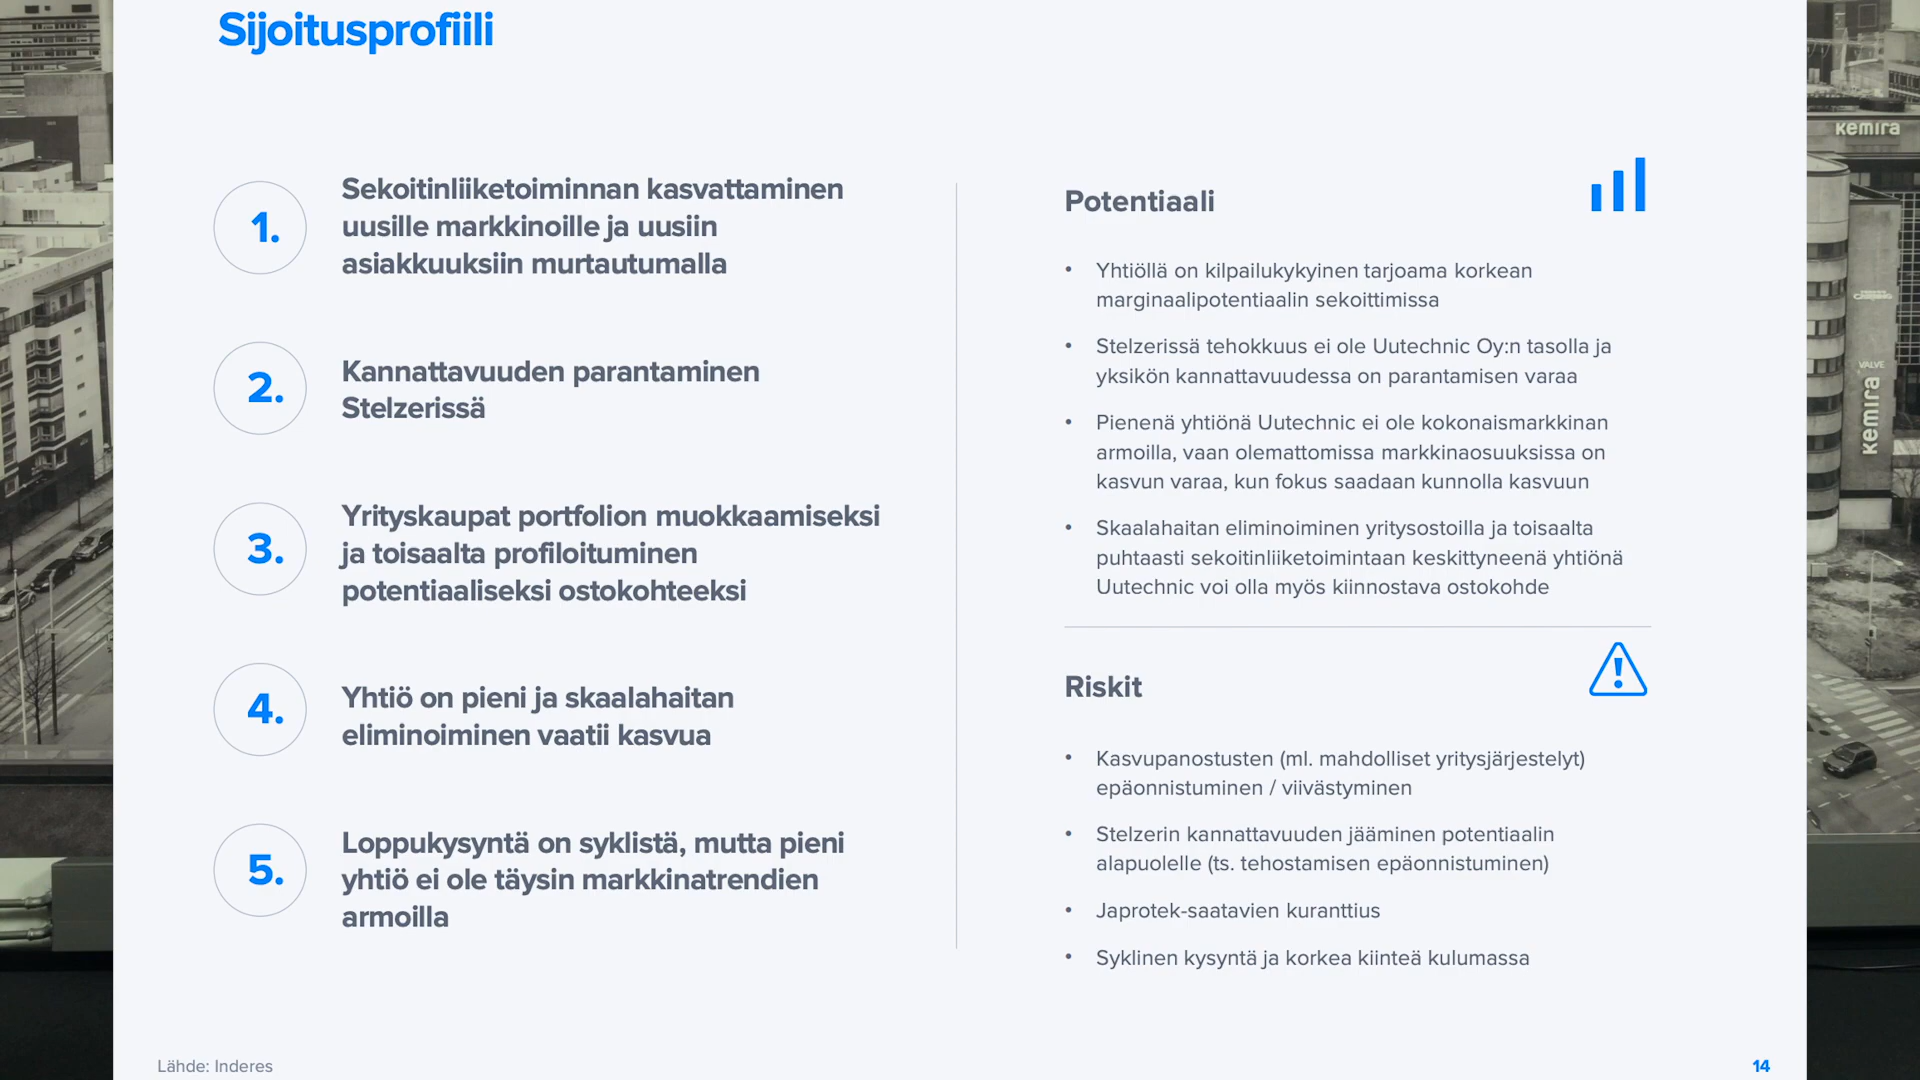 Sijoitusprofiili
1.
Sekoitinliiketoiminnan kasvattaminen
uusille markkinoille ja uusiin
asiakkuuksiin murtautumalla
2.
Kannattavuuden parantaminen
Stelzerissä
3.
Yrityskaupat portfolion muokkaamiseksi
ja toisaalta profiloituminen
potentiaaliseksi ostokohteeksi
4.
Yhtiö on pieni ja skaalahaitan
eliminoiminen vaatii kasvua
5.
Loppukysyntä on syklistä, mutta pieni
yhtiö ei ole täysin markkinatrendien
armoilla
Potentiaali
• Yhtiöllä on kilpailukykyinen tarjoama korkean
marginaalipotentiaalin sekoittimissa
• Stelzerissä tehokkuus ei ole Uutechnic Oy:n tasolla ja
yksikön kannattavuudessa on parantamisen varaa
• Pienenä yhtiönä Uutechnic ei ole kokonaismarkkinan
armoilla, vaan olemattomissa markkinaosuuksissa on
kasvun varaa, kun fokus saadaan kunnolla kasvuun
• Skaalahaitan eliminoiminen yritysostoilla ja toisaalta
puhtaasti sekoitinliiketoimintaan keskittyneenä yhtiönä
Uutechnic voi olla myös kiinnostava ostokohde
Riskit
• Kasvupanostusten (ml. mahdolliset yritysjärjestelyt)
epäonnistuminen / viivästyminen
• Stelzerin kannattavuuden jääminen potentiaalin
alapuolelle (ts. tehostamisen epäonnistuminen)
• Japrotek-saatavien kuranttius
• Syklinen kysyntä ja korkea kiinteä kulumassa
Lähde: Inderes
14
kemira
VALVE
kemira